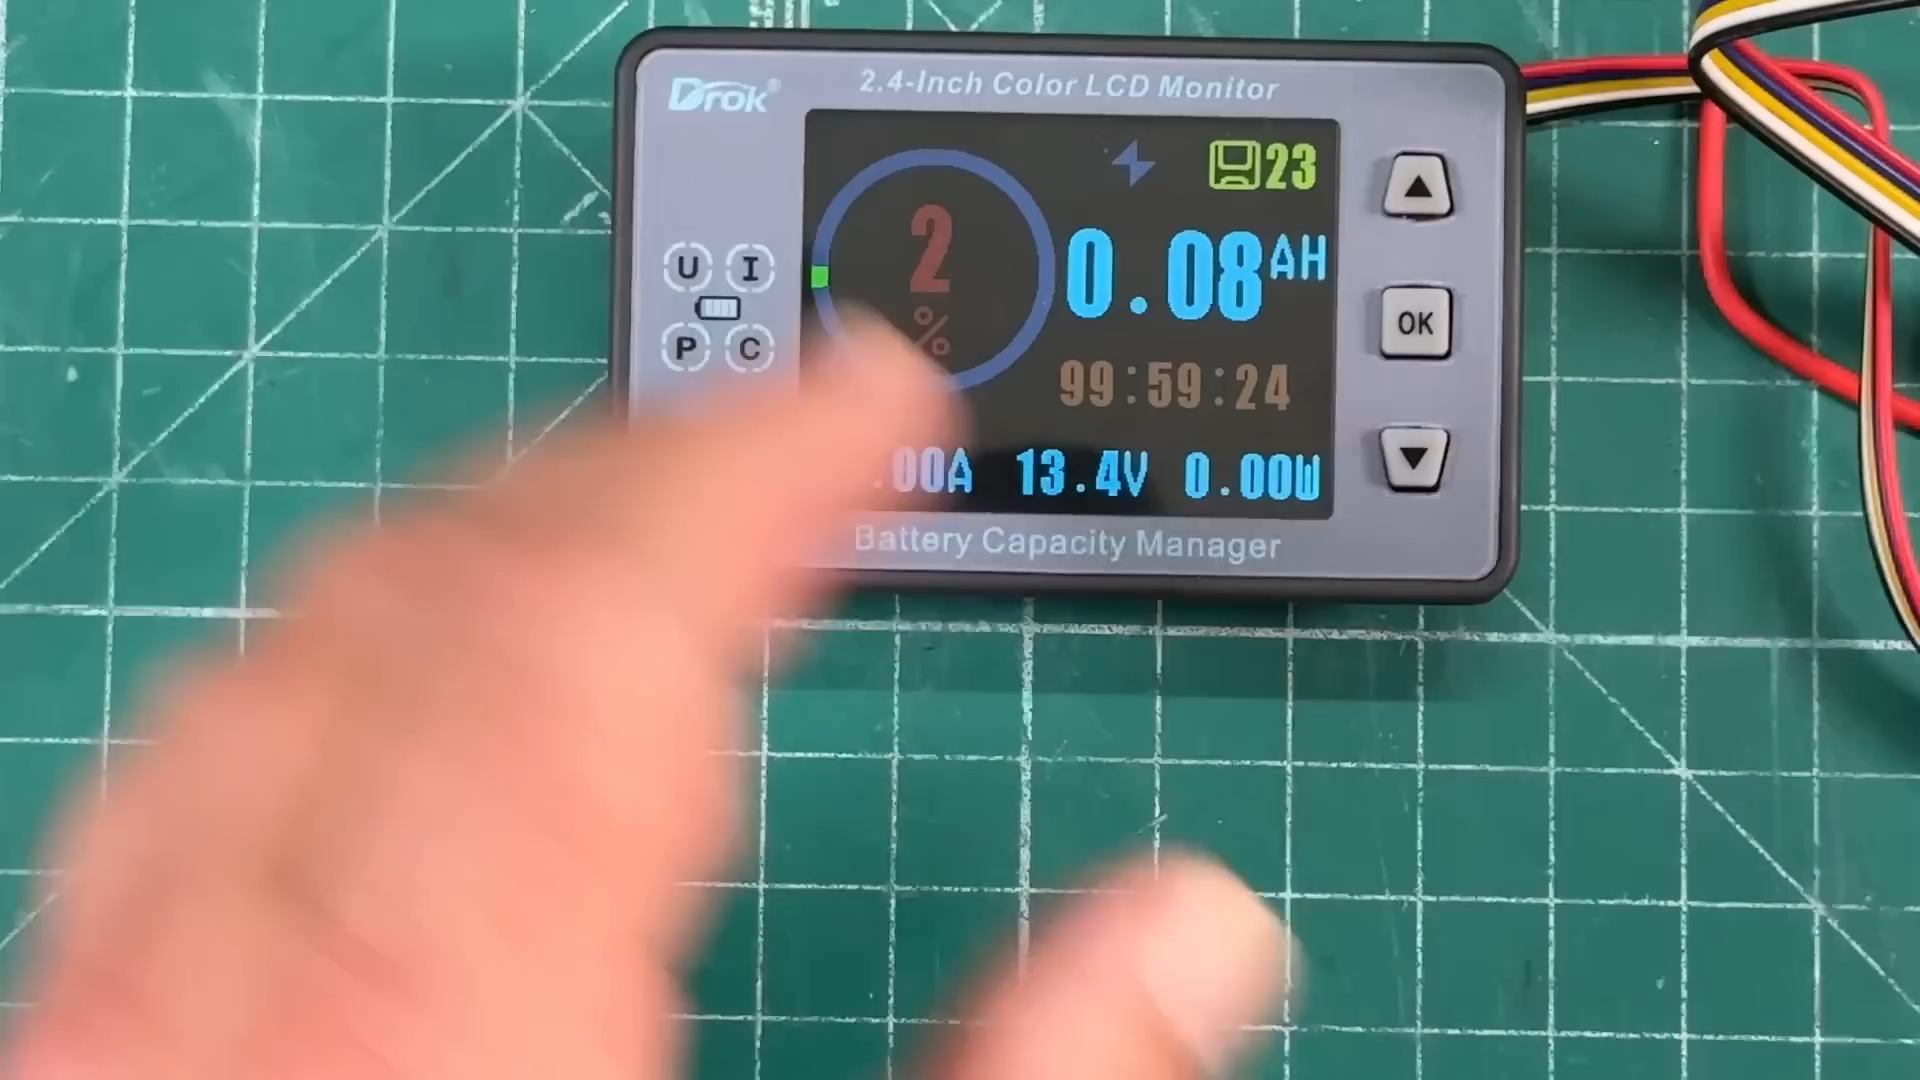 Drok®
2.4-Inch Color LCD Monitor
23
2
%
0.08AH
99:59:24
.00A 13.4V 0.00W
U I
P C
OK
Battery Capacity Manager